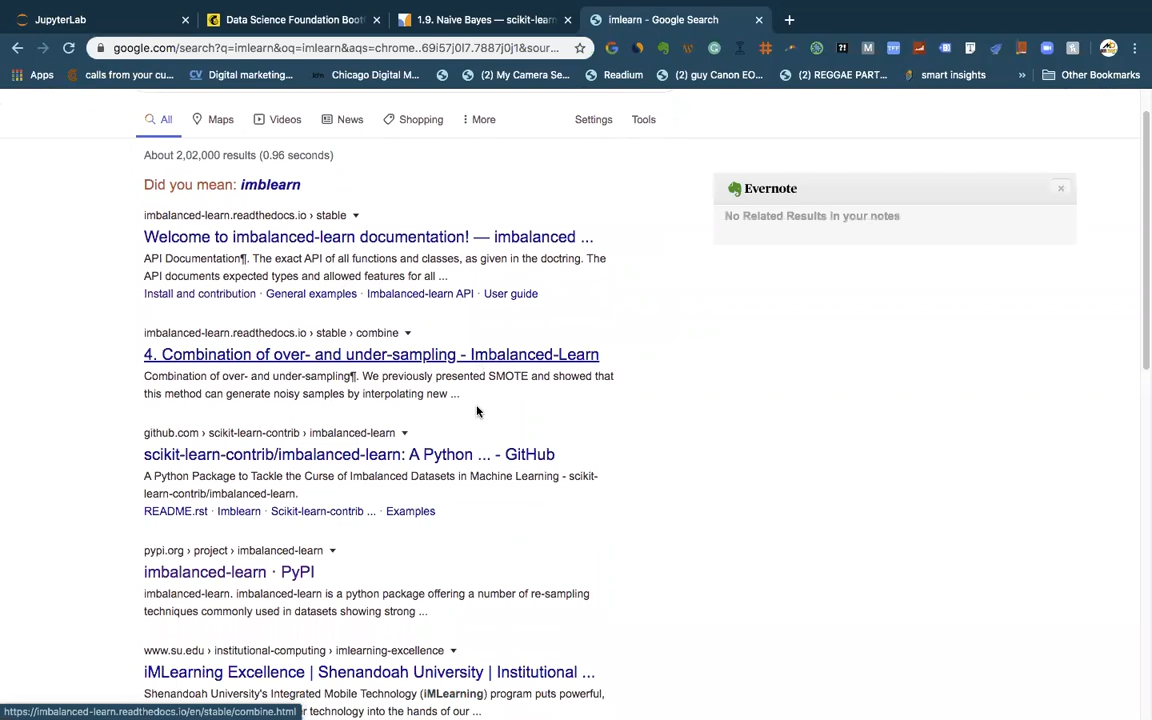 JupyterLab
Data Science Foundation Boot
1.9. Naive Bayes — scikit-learn
imlearn - Google Search
google.com/search?q=imlearn&oq=imlearn&aqs=chrome..69i57j0l7.7887j0j1&sour...
Apps
calls from your cu...
CV Digital marketing...
Chicago Digital M...
(2) My Camera Se...
Readium
(2) guy Canon EO...
(2) REGGAE PART...
smart insights
»
Other Bookmarks
All
Maps
Videos
News
Shopping
More
Settings
Tools
About 2,02,000 results (0.96 seconds)
Did you mean: imblearn
imbalanced-learn.readthedocs.io › stable
Welcome to imbalanced-learn documentation! — imbalanced ...
API Documentation¶. The exact API of all functions and classes, as given in the doctring. The
API documents expected types and allowed features for all ...
Install and contribution · General examples · Imbalanced-learn API · User guide
imbalanced-learn.readthedocs.io › stable › combine
4. Combination of over- and under-sampling - Imbalanced-Learn
Combination of over- and under-sampling¶. We previously presented SMOTE and showed that
this method can generate noisy samples by interpolating new ...
github.com › scikit-learn-contrib › imbalanced-learn
scikit-learn-contrib/imbalanced-learn: A Python ... - GitHub
A Python Package to Tackle the Curse of Imbalanced Datasets in Machine Learning - scikit-
learn-contrib/imbalanced-learn.
README.rst · Imblearn · Scikit-learn-contrib ... · Examples
pypi.org › project › imbalanced-learn
imbalanced-learn · PyPI
imbalanced-learn. imbalanced-learn is a python package offering a number of re-sampling
techniques commonly used in datasets showing strong ...
www.su.edu › institutional-computing › imlearning-excellence
iMLearning Excellence | Shenandoah University | Institutional ...
Shenandoah University's Integrated Mobile Technology (iMLearning) program puts powerful,
r technology into the hands of our ...
https://imbalanced-learn.readthedocs.io/en/stable/combine.html
Evernote
No Related Results in your notes